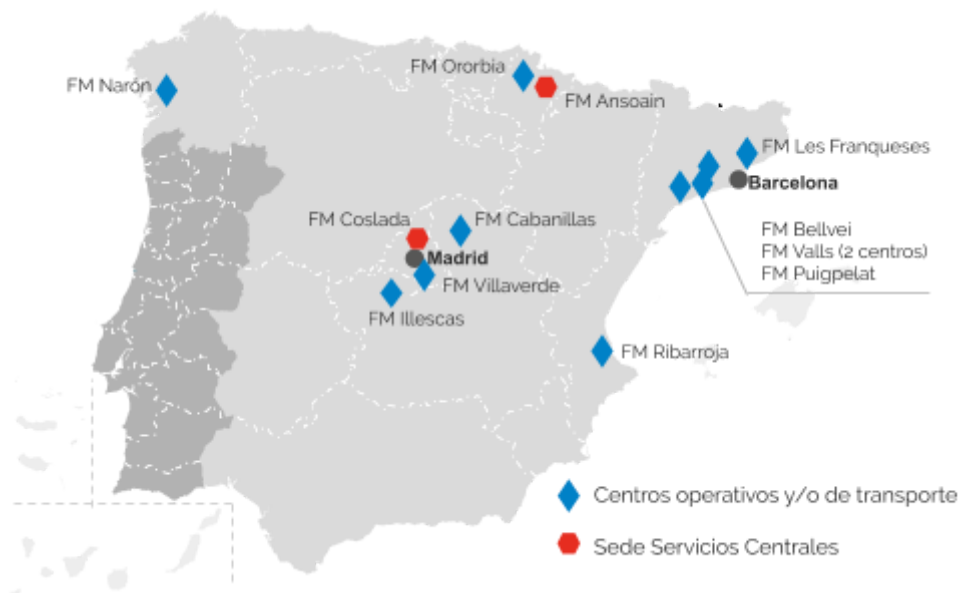 FM Narón
FM Ororbia
FM Ansoain
FM Les Franqueses
Barcelona
FM Bellvei
FM Valls (2 centros)
FM Puigpelat
FM Coslada
FM Cabanillas
Madrid
FM Villaverde
FM Illescas
FM Ribarroja
Centros operativos y/o de transporte
Sede Servicios Centrales